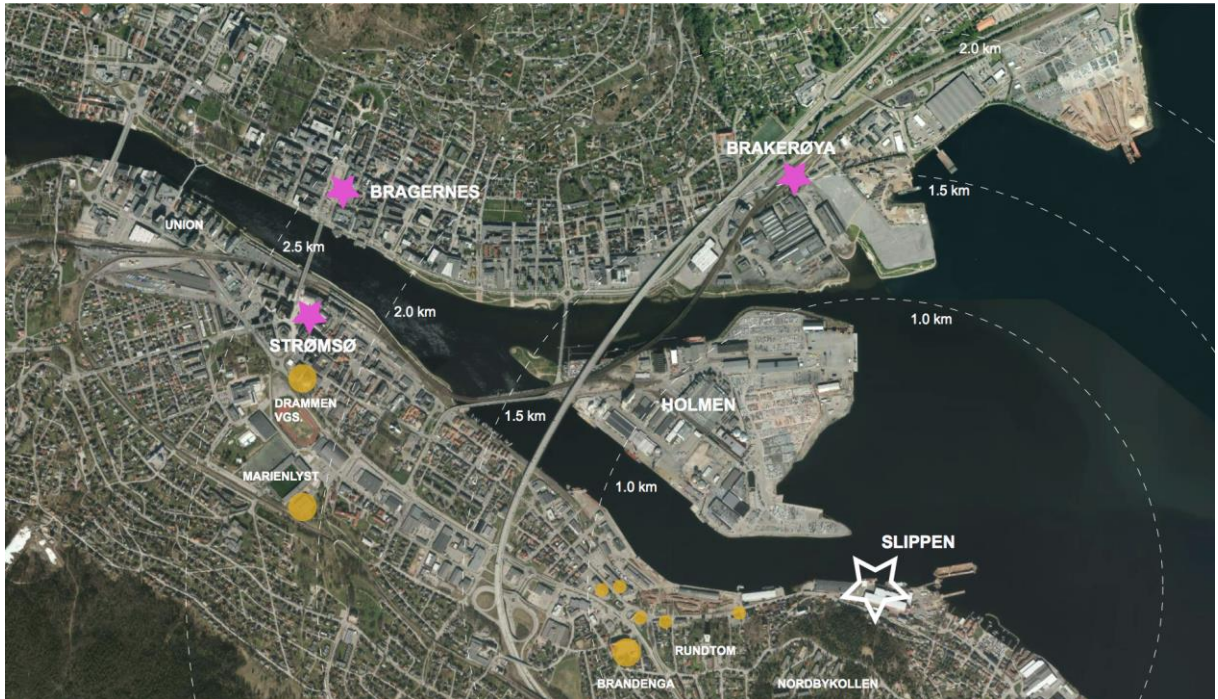 2.0 km
BRAKERØYA
BRAGERNES
1.5 km
UNION
2.5 km
2.0 km
1.0 km
STRØMSØ
DRAMMEN
VGS.
HOLMEN
1.5 km
MARIENLYST
1.0 km
SLIPPEN
RUNDTOM
BRANDENGA
NORDBYKOLLEN